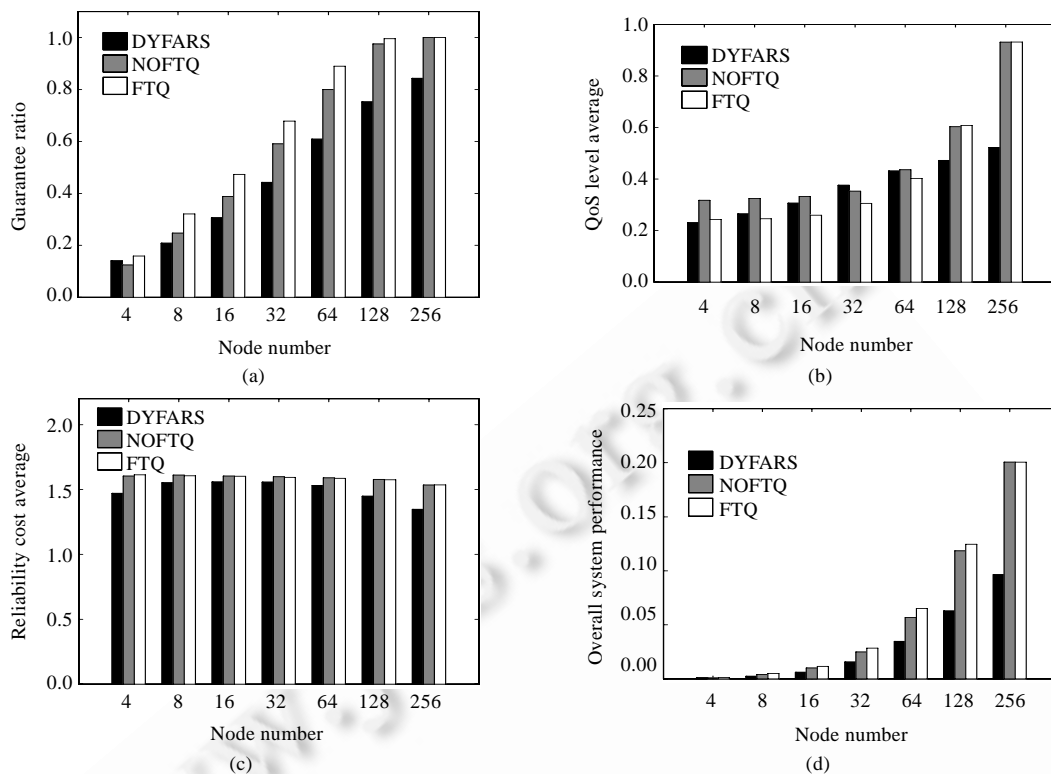 1.0
0.8
0.6
0.4
0.2
0.0
Guarantee ratio
DYFARS
NOFTQ
FTQ
4 8 16 32 64 128 256
Node number
(a)
1.0
0.8
0.6
0.4
0.2
0.0
QoS level average
DYFARS
NOFTQ
FTQ
4 8 16 32 64 128 256
Node number
(b)
2.0
1.5
1.0
0.5
0.0
Reliability cost average
DYFARS
NOFTQ
FTQ
4 8 16 32 64 128 256
Node number
(c)
0.25
0.20
0.15
0.10
0.05
0.00
Overall system performance
DYFARS
NOFTQ
FTQ
4 8 16 32 64 128 256
Node number
(d)